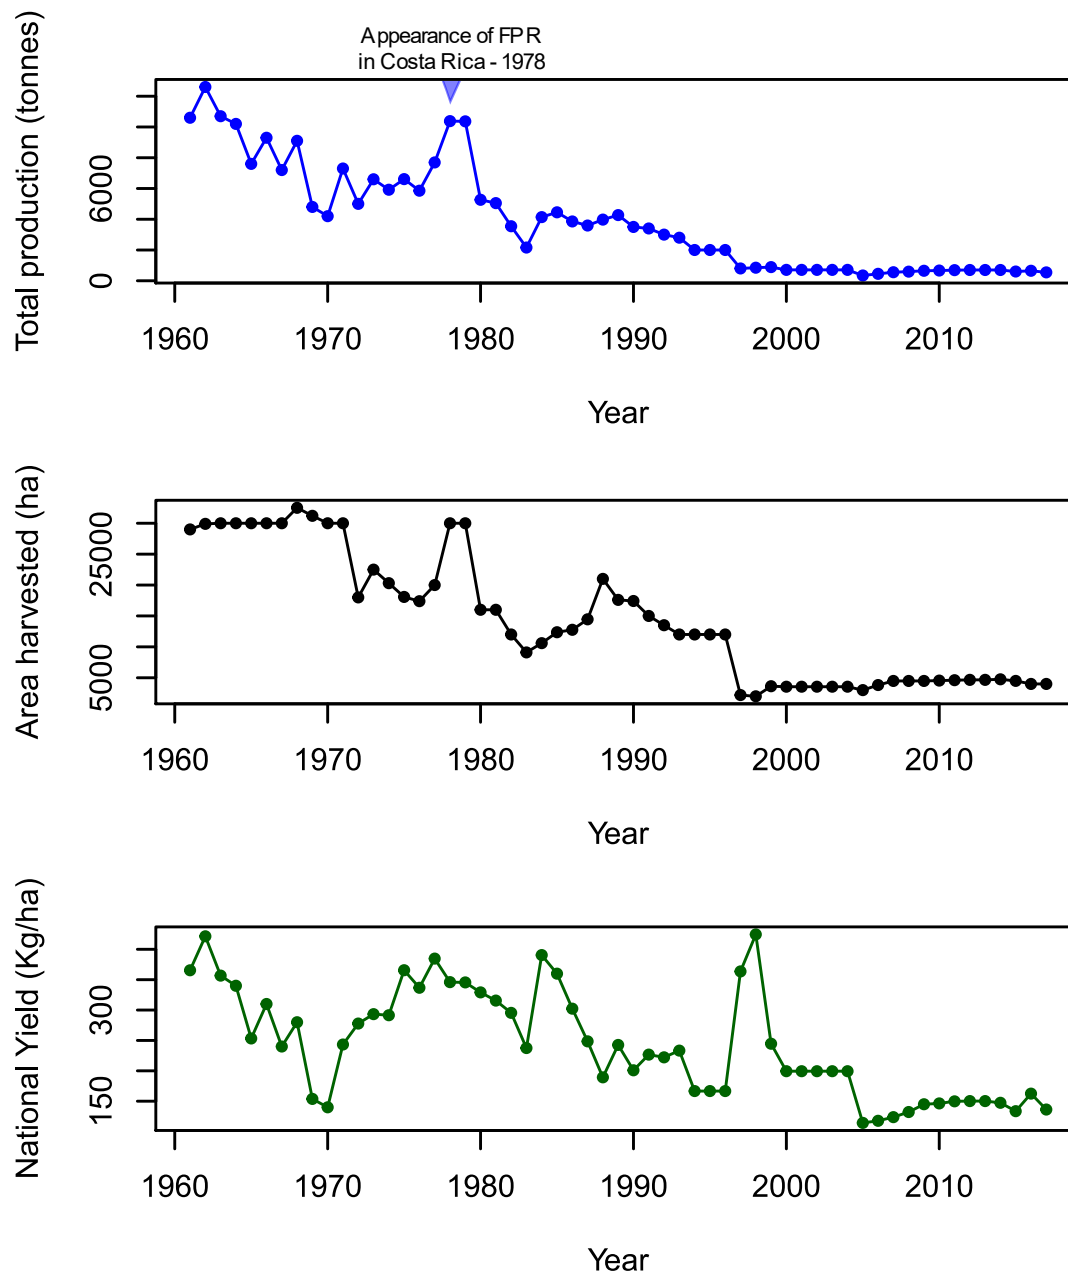 Appearance of FPR
in Costa Rica - 1978
Total production (tonnes)
6000
0
1960 1970 1980 1990 2000 2010
Year
Area harvested (ha)
25000
5000
1960 1970 1980 1990 2000 2010
Year
National Yield (Kg/ha)
300
150
1960 1970 1980 1990 2000 2010
Year